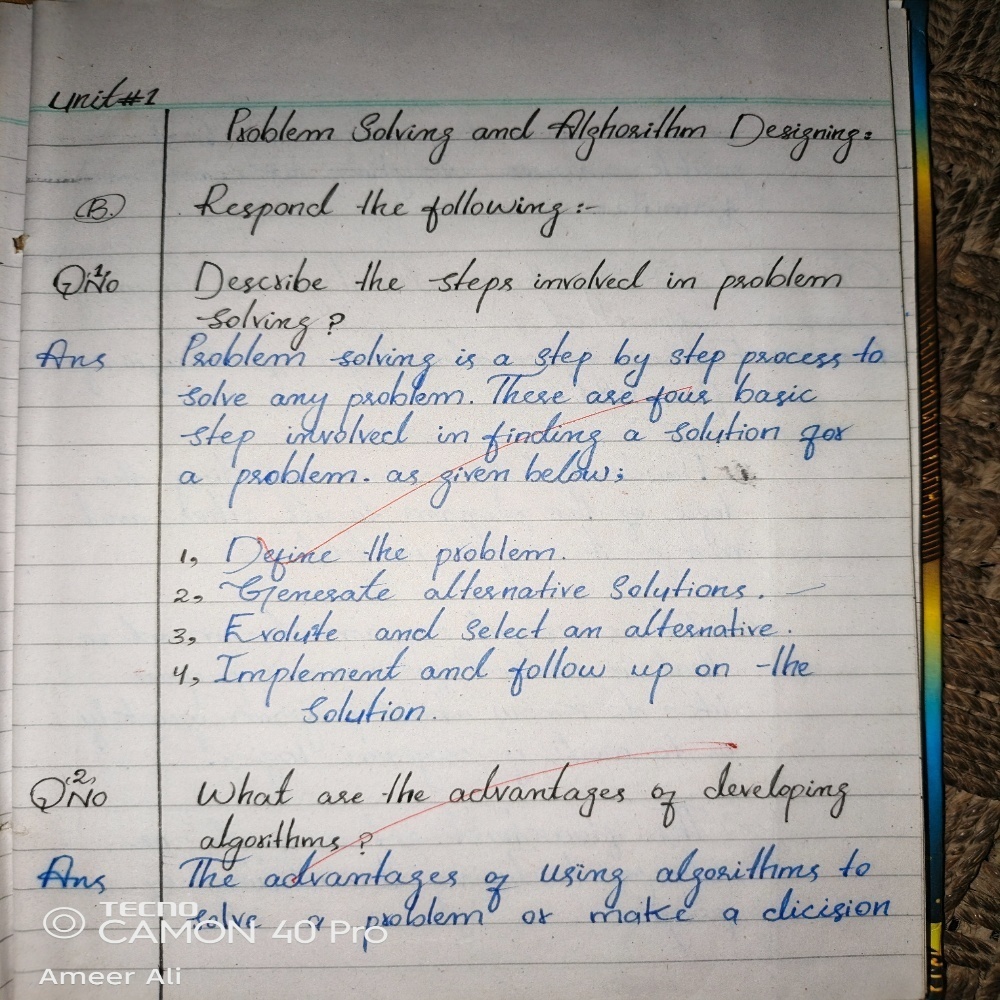 Unit#1
Problem Solving and Alghorithm Designing:
(B.) Respond the following:-
Q No 1, Describe the steps involved in problem
solving?
Ans Problem solving is a step by step process to
solve any problem. There are four basic
step involved in finding a solution for
a problem. as given below;
1, Define the problem.
2, Generate alternative solutions.
3, Evolute and select an alternative.
4, Implement and follow up on the
solution.
Q No 2, What are the advantages of developing
algorithms?
Ans The advantages of using algorithms to
solve a problem or make a dicision
TECNO
CAMON 40 Pro
Ameer Ali